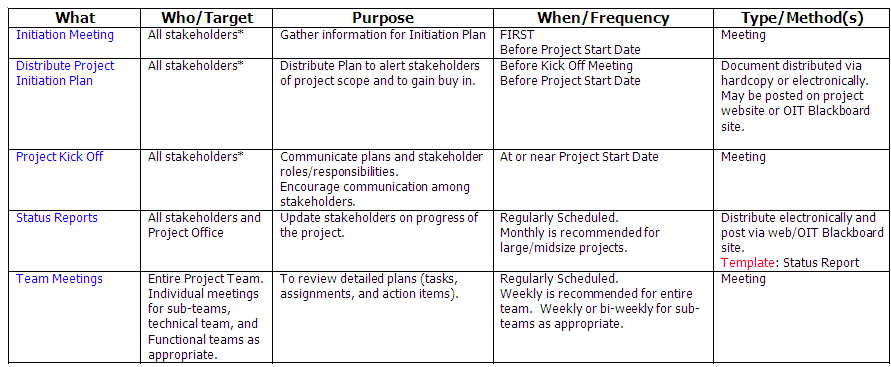 What Who/Target Purpose When/Frequency Type/Method(s)
Initiation Meeting
All stakeholders*
Gather information for Initiation Plan
FIRST
Before Project Start Date
Meeting
Distribute Project
Initiation Plan
All stakeholders*
Distribute Plan to alert stakeholders
of project scope and to gain buy in.
Before Kick Off Meeting
Before Project Start Date
Document distributed via
hardcopy or electronically.
May be posted on project
website or OIT Blackboard
site.
Project Kick Off
All stakeholders*
Communicate plans and stakeholder
roles/responsibilities.
Encourage communication among
stakeholders.
At or near Project Start Date
Meeting
Status Reports
All stakeholders and
Project Office
Update stakeholders on progress of
the project.
Regularly Scheduled.
Monthly is recommended for
large/midsize projects.
Distribute electronically and
post via web/OIT Blackboard
site.
Template: Status Report
Team Meetings
Entire Project Team.
Individual meetings
for sub-teams,
technical team, and
Functional teams as
appropriate.
To review detailed plans (tasks,
assignments, and action items).
Regularly Scheduled.
Weekly is recommended for entire
team.  Weekly or bi-weekly for sub-
teams as appropriate.
Meeting